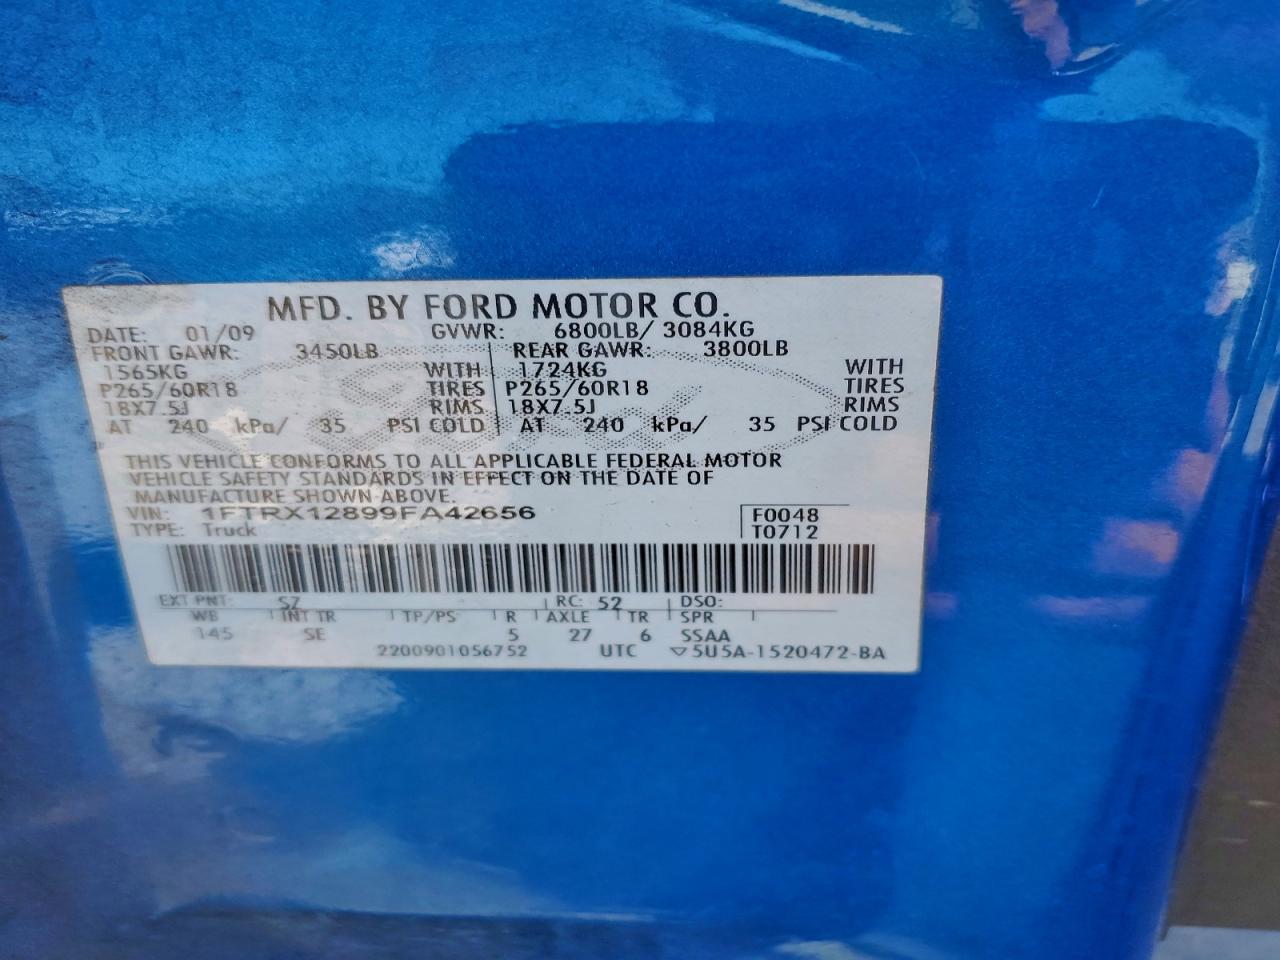 MFD. BY FORD MOTOR CO.
DATE: 01/09 GVWR: 6800LB/ 3084KG
FRONT GAWR: 3450LB REAR GAWR: 3800LB
1565KG WITH 1724KG WITH
P265/60R18 TIRES P265/60R18 TIRES
18X7.5J RIMS 18X7.5J RIMS
AT 240 kPa/ 35 PSI COLD AT 240 kPa/ 35 PSI COLD
THIS VEHICLE CONFORMS TO ALL APPLICABLE FEDERAL MOTOR
VEHICLE SAFETY STANDARDS IN EFFECT ON THE DATE OF
MANUFACTURE SHOWN ABOVE.
VIN: 1FTRX12899FA42656 F0048
TYPE: Truck T0712
EXT PNT: SZ RC: 52 DSO:
WB INT TR TP/PS R AXLE TR SPR
145 SE 5 27 6 SSAA
2200901056752 UTC ▽5U5A-1520472-BA